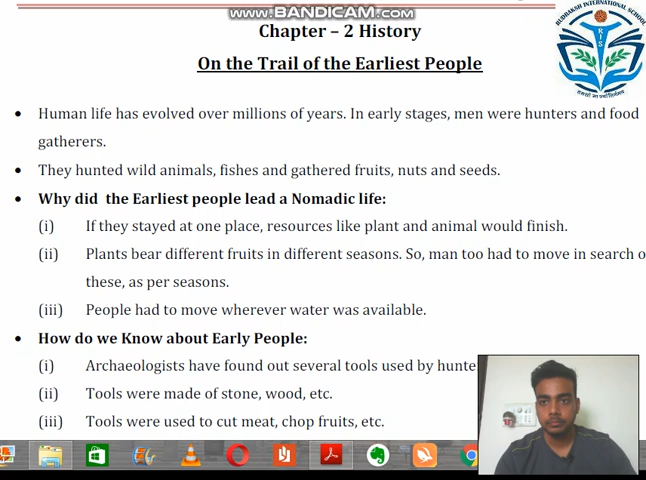 www.BANDICAM.com
Chapter – 2 History
BUDHAKSH INTERNATIONAL SCHOOL
On the Trail of the Earliest People
RIS
• Human life has evolved over millions of years. In early stages, men were hunters and food
gatherers.
• They hunted wild animals, fishes and gathered fruits, nuts and seeds.
• Why did the Earliest people lead a Nomadic life:
(i) If they stayed at one place, resources like plant and animal would finish.
(ii) Plants bear different fruits in different seasons. So, man too had to move in search o
these, as per seasons.
(iii) People had to move wherever water was available.
• How do we Know about Early People:
(i) Archaeologists have found out several tools used by hunte
(ii) Tools were made of stone, wood, etc.
(iii) Tools were used to cut meat, chop fruits, etc.